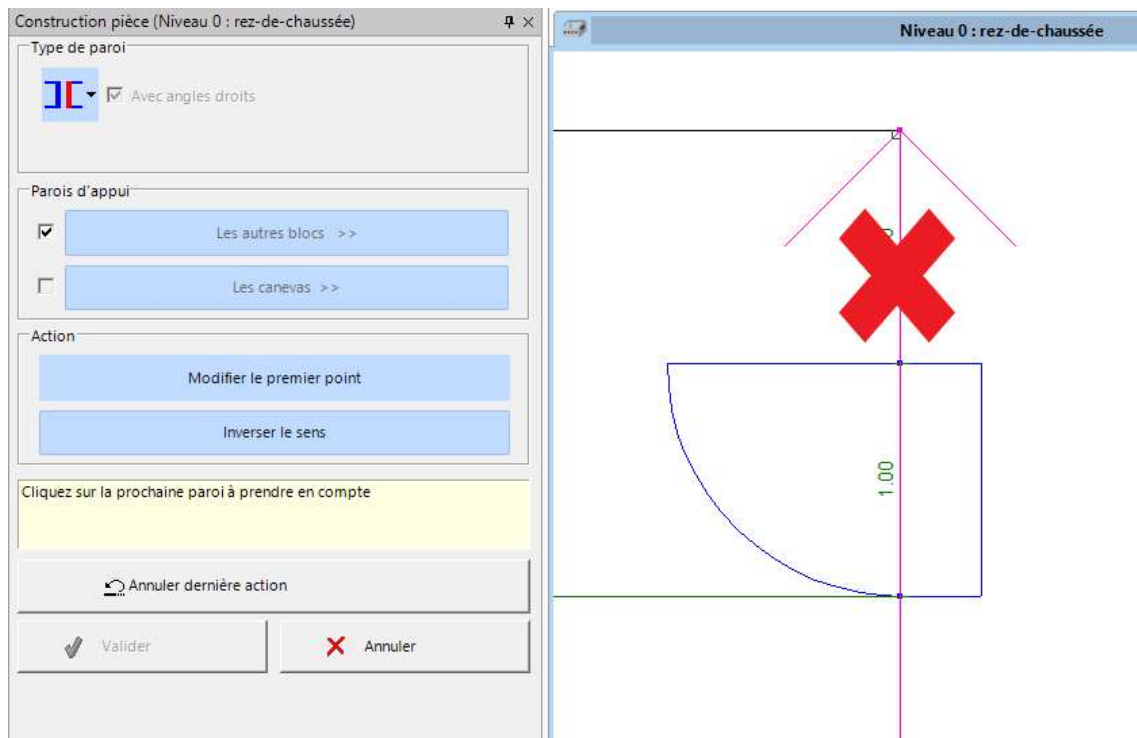 Construction pièce (Niveau 0 : rez-de-chaussée)
Type de paroi
Avec angles droits
Parois d'appui
Les autres blocs >>
Les canevas >>
Action
Modifier le premier point
Inverser le sens
Cliquez sur la prochaine paroi à prendre en compte
Annuler dernière action
Valider
Annuler
Niveau 0 : rez-de-chaussée
1.00